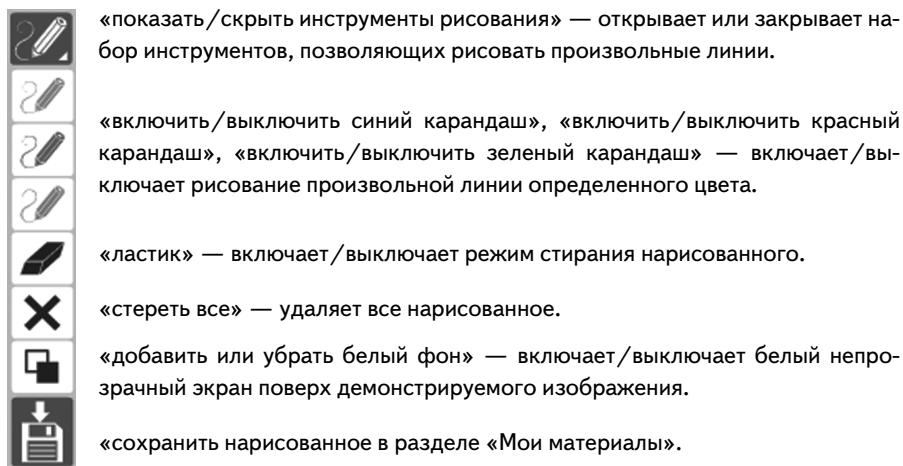 «показать/скрыть инструменты рисования» — открывает или закрывает на-
бор инструментов, позволяющих рисовать произвольные линии.
«включить/выключить синий карандаш», «включить/выключить красный
карандаш», «включить/выключить зеленый карандаш» — включает/вы-
ключает рисование произвольной линии определенного цвета.
«ластик» — включает/выключает режим стирания нарисованного.
«стереть все» — удаляет все нарисованное.
«добавить или убрать белый фон» — включает/выключает белый непро-
зрачный экран поверх демонстрируемого изображения.
«сохранить нарисованное в разделе «Мои материалы».